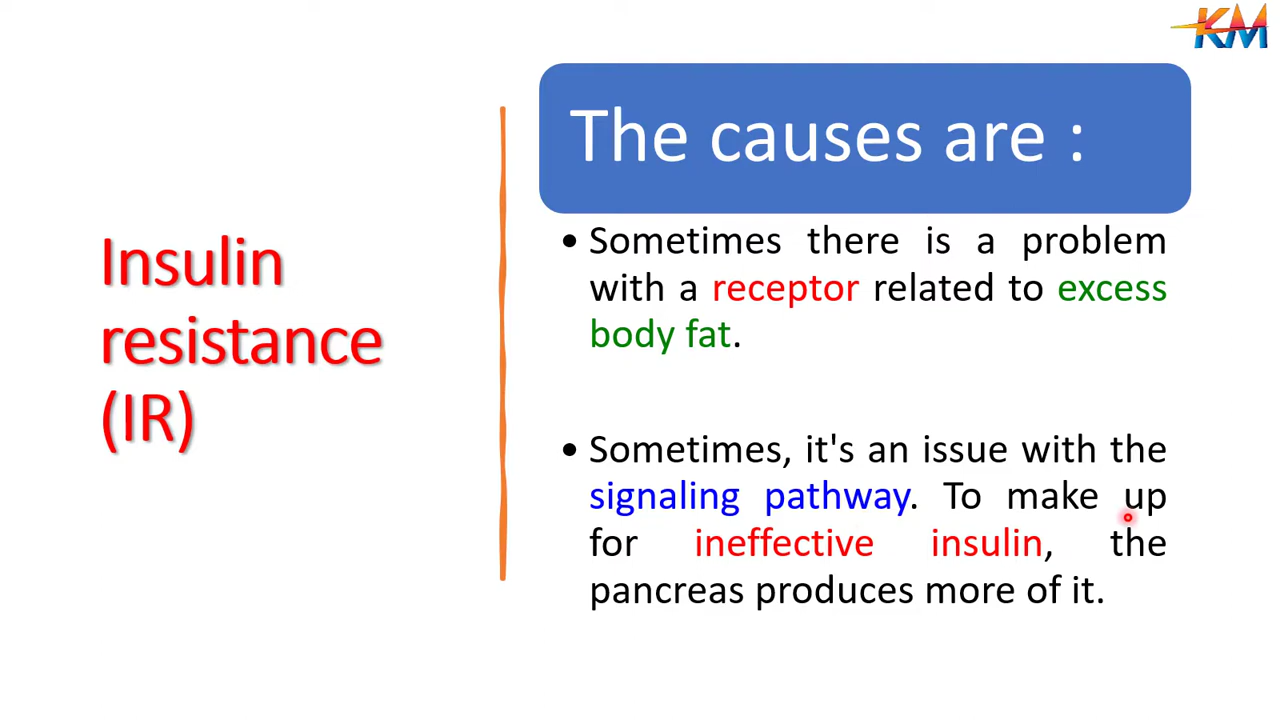 KM
The causes are :
Insulin
resistance
(IR)
• Sometimes there is a problem
with a receptor related to excess
body fat.
• Sometimes, it's an issue with the
signaling pathway. To make up
for ineffective insulin, the
pancreas produces more of it.